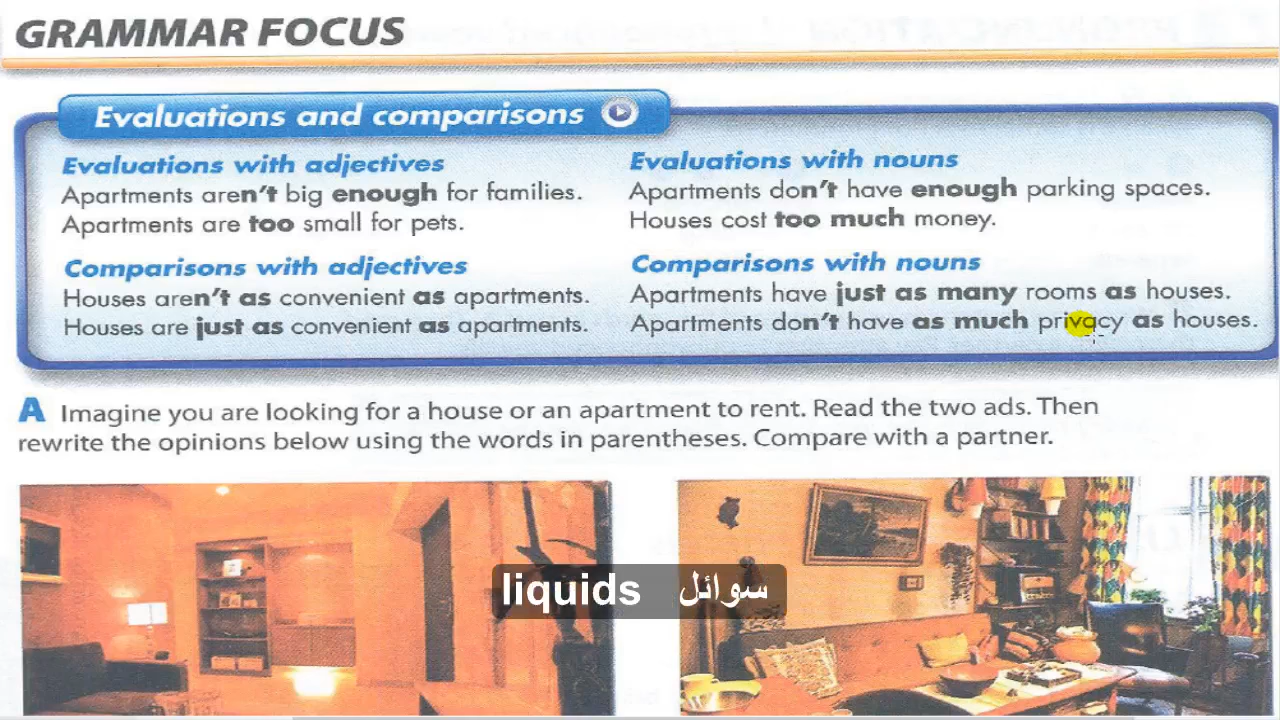 GRAMMAR FOCUS
Evaluations and comparisons
Evaluations with adjectives
Apartments aren't big enough for families.
Apartments are too small for pets.
Evaluations with nouns
Apartments don't have enough parking spaces.
Houses cost too much money.
Comparisons with adjectives
Houses aren't as convenient as apartments.
Houses are just as convenient as apartments.
Comparisons with nouns
Apartments have just as many rooms as houses.
Apartments don't have as much privacy as houses.
A Imagine you are looking for a house or an apartment to rent. Read the two ads. Then
rewrite the opinions below using the words in parentheses. Compare with a partner.
liquids سوائل